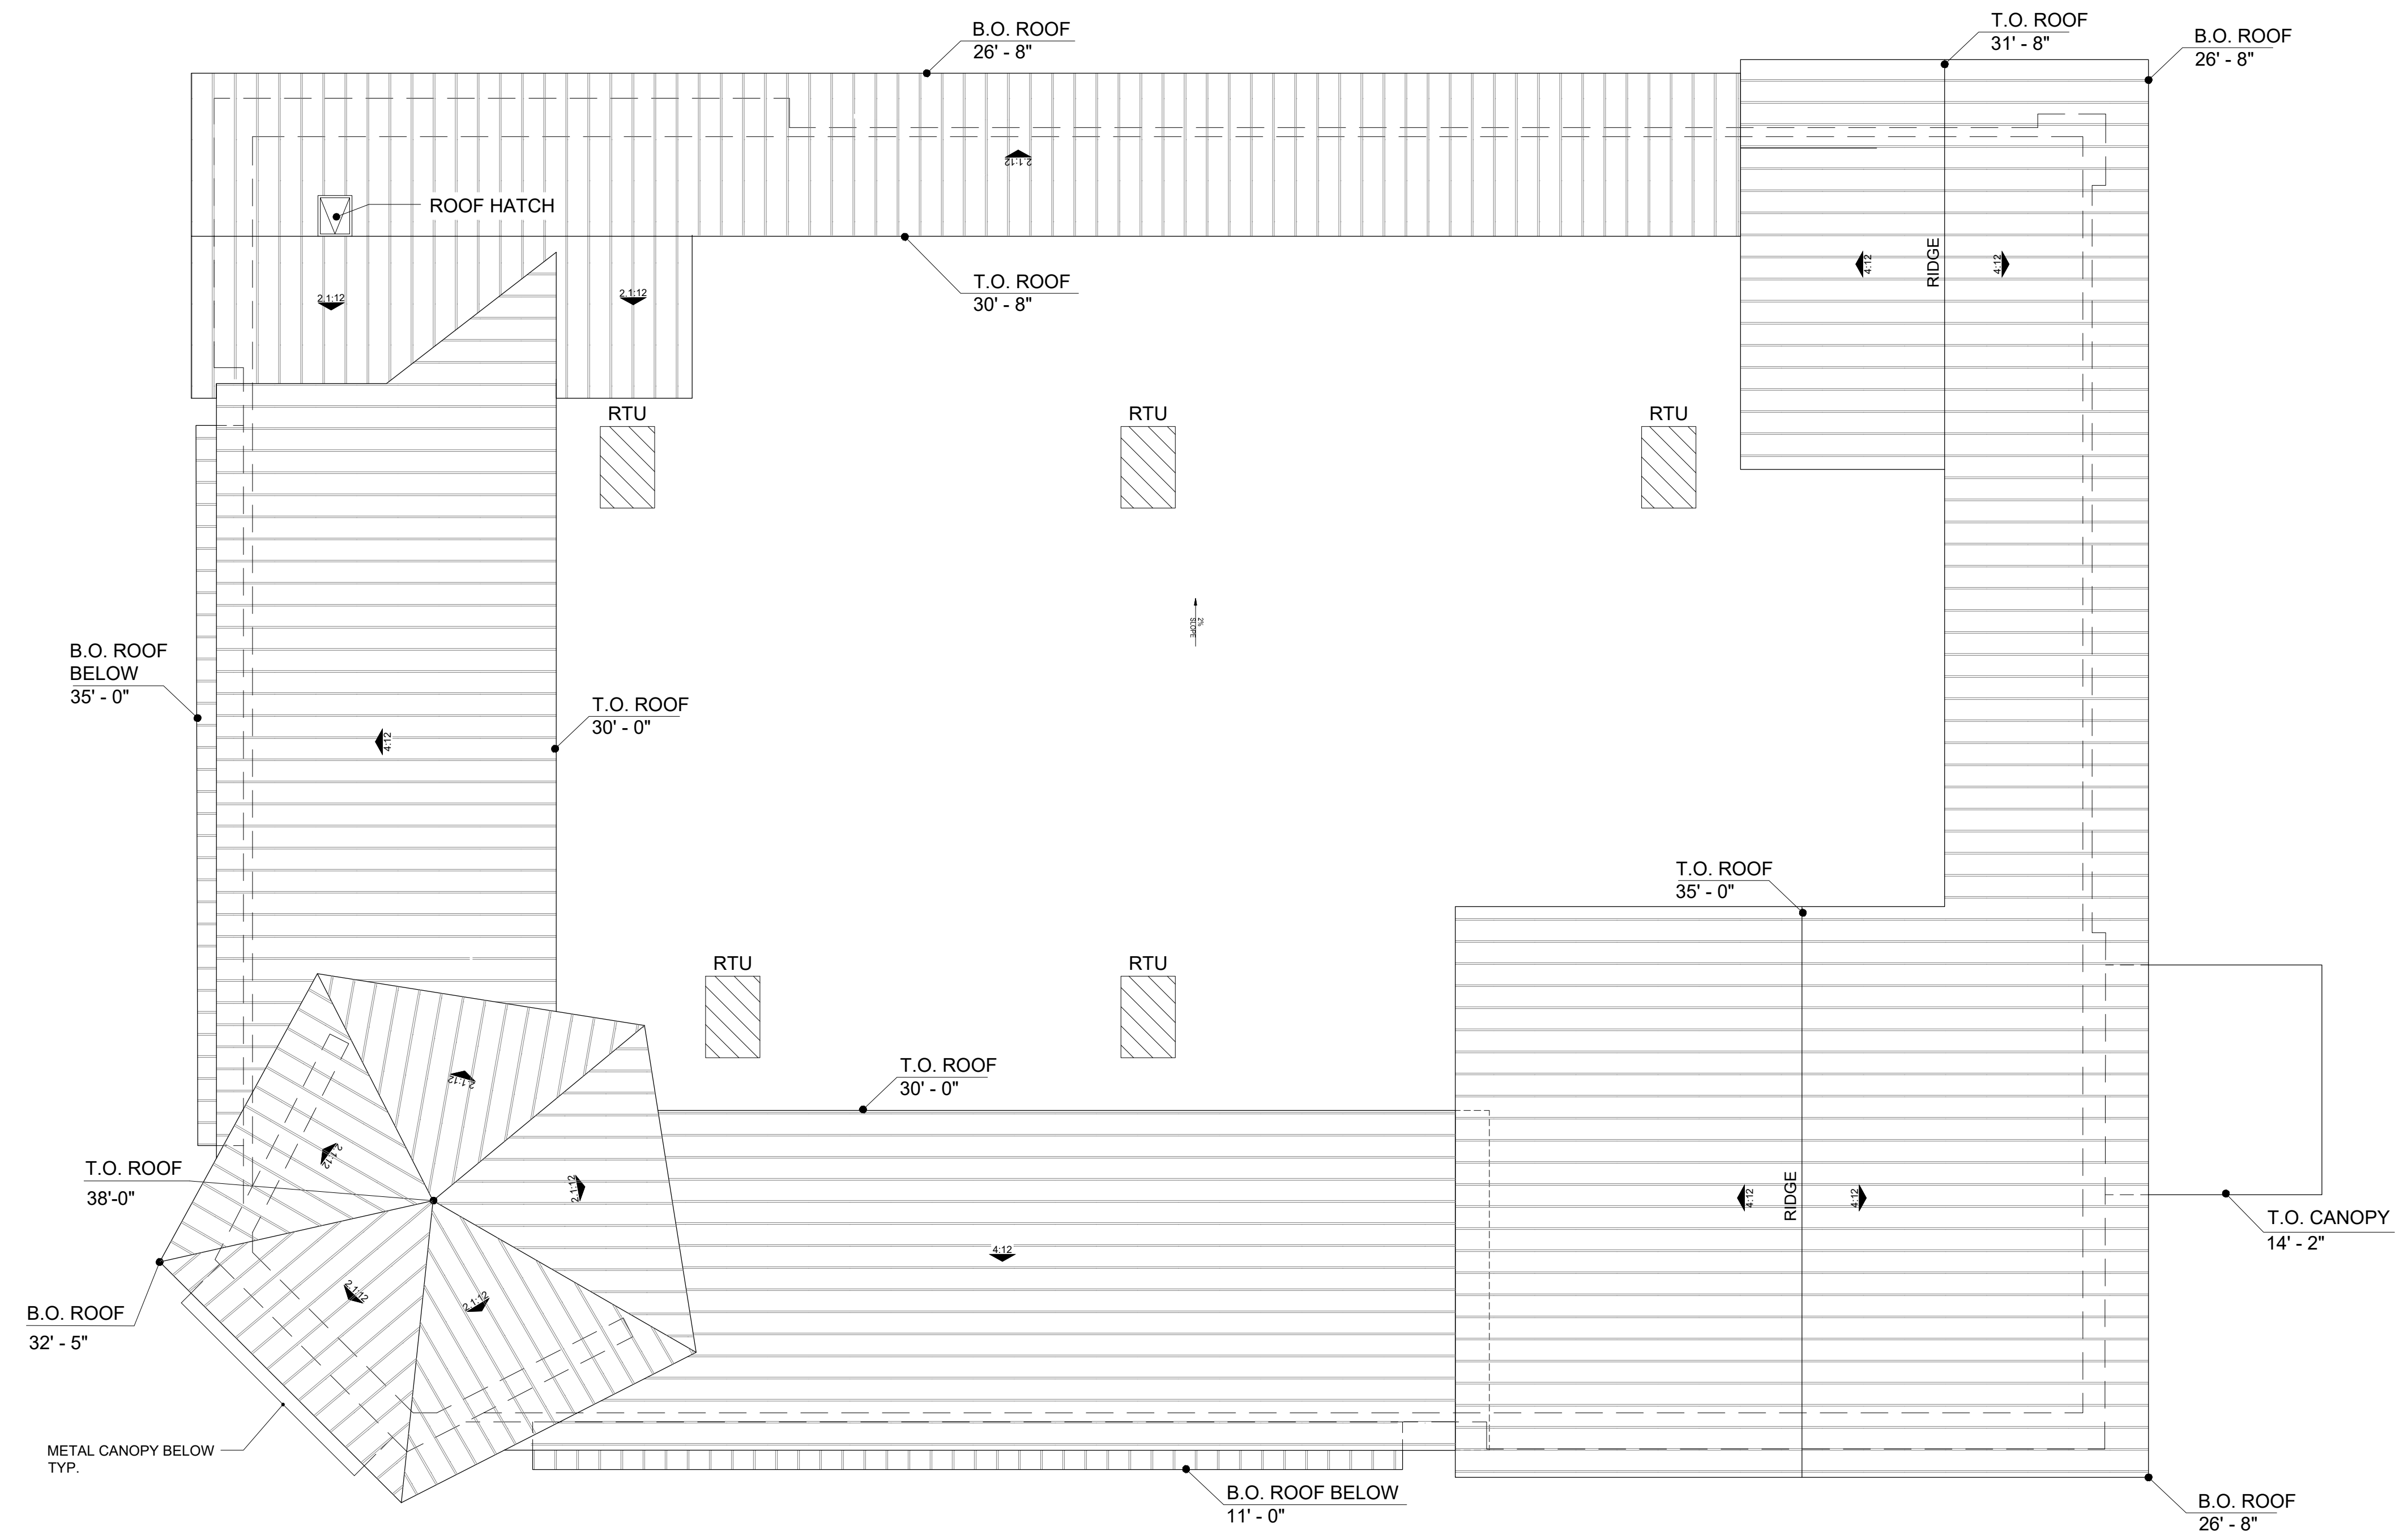 B.O. ROOF
26' - 8"
T.O. ROOF
31' - 8"
B.O. ROOF
26' - 8"
2.1:12
ROOF HATCH
RIDGE
4:12
4:12
T.O. ROOF
30' - 8"
2.1:12
2.1:12
RTU
RTU
RTU
2%
SLOPE
B.O. ROOF
BELOW
35' - 0"
T.O. ROOF
30' - 0"
4:12
T.O. ROOF
35' - 0"
RTU
RTU
T.O. ROOF
30' - 0"
2.1:12
2.1:12
T.O. ROOF
38'-0"
2.1:12
RIDGE
4:12
4:12
T.O. CANOPY
14' - 2"
4:12
2.1:12
2.1:12
B.O. ROOF
32' - 5"
METAL CANOPY BELOW
TYP.
B.O. ROOF BELOW
11' - 0"
B.O. ROOF
26' - 8"